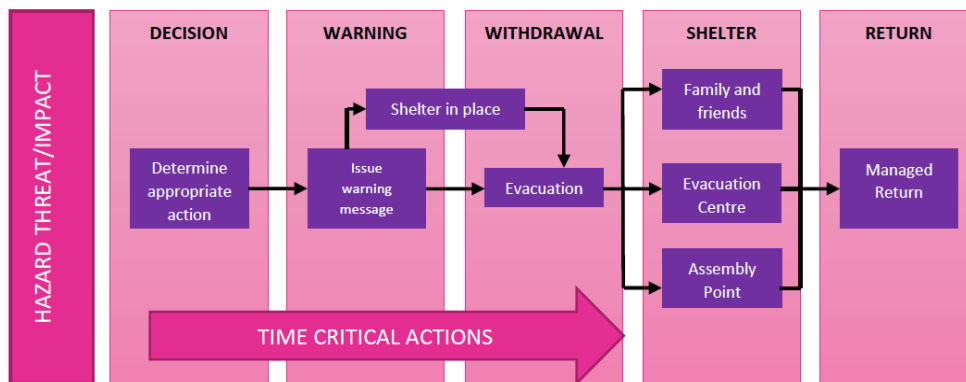 HAZARD THREAT/IMPACT
DECISION
WARNING
WITHDRAWAL
SHELTER
RETURN
Determine
appropriate
action
Shelter in place
Issue
warning
message
Evacuation
Family and
friends
Evacuation
Centre
Assembly
Point
Managed
Return
TIME CRITICAL ACTIONS